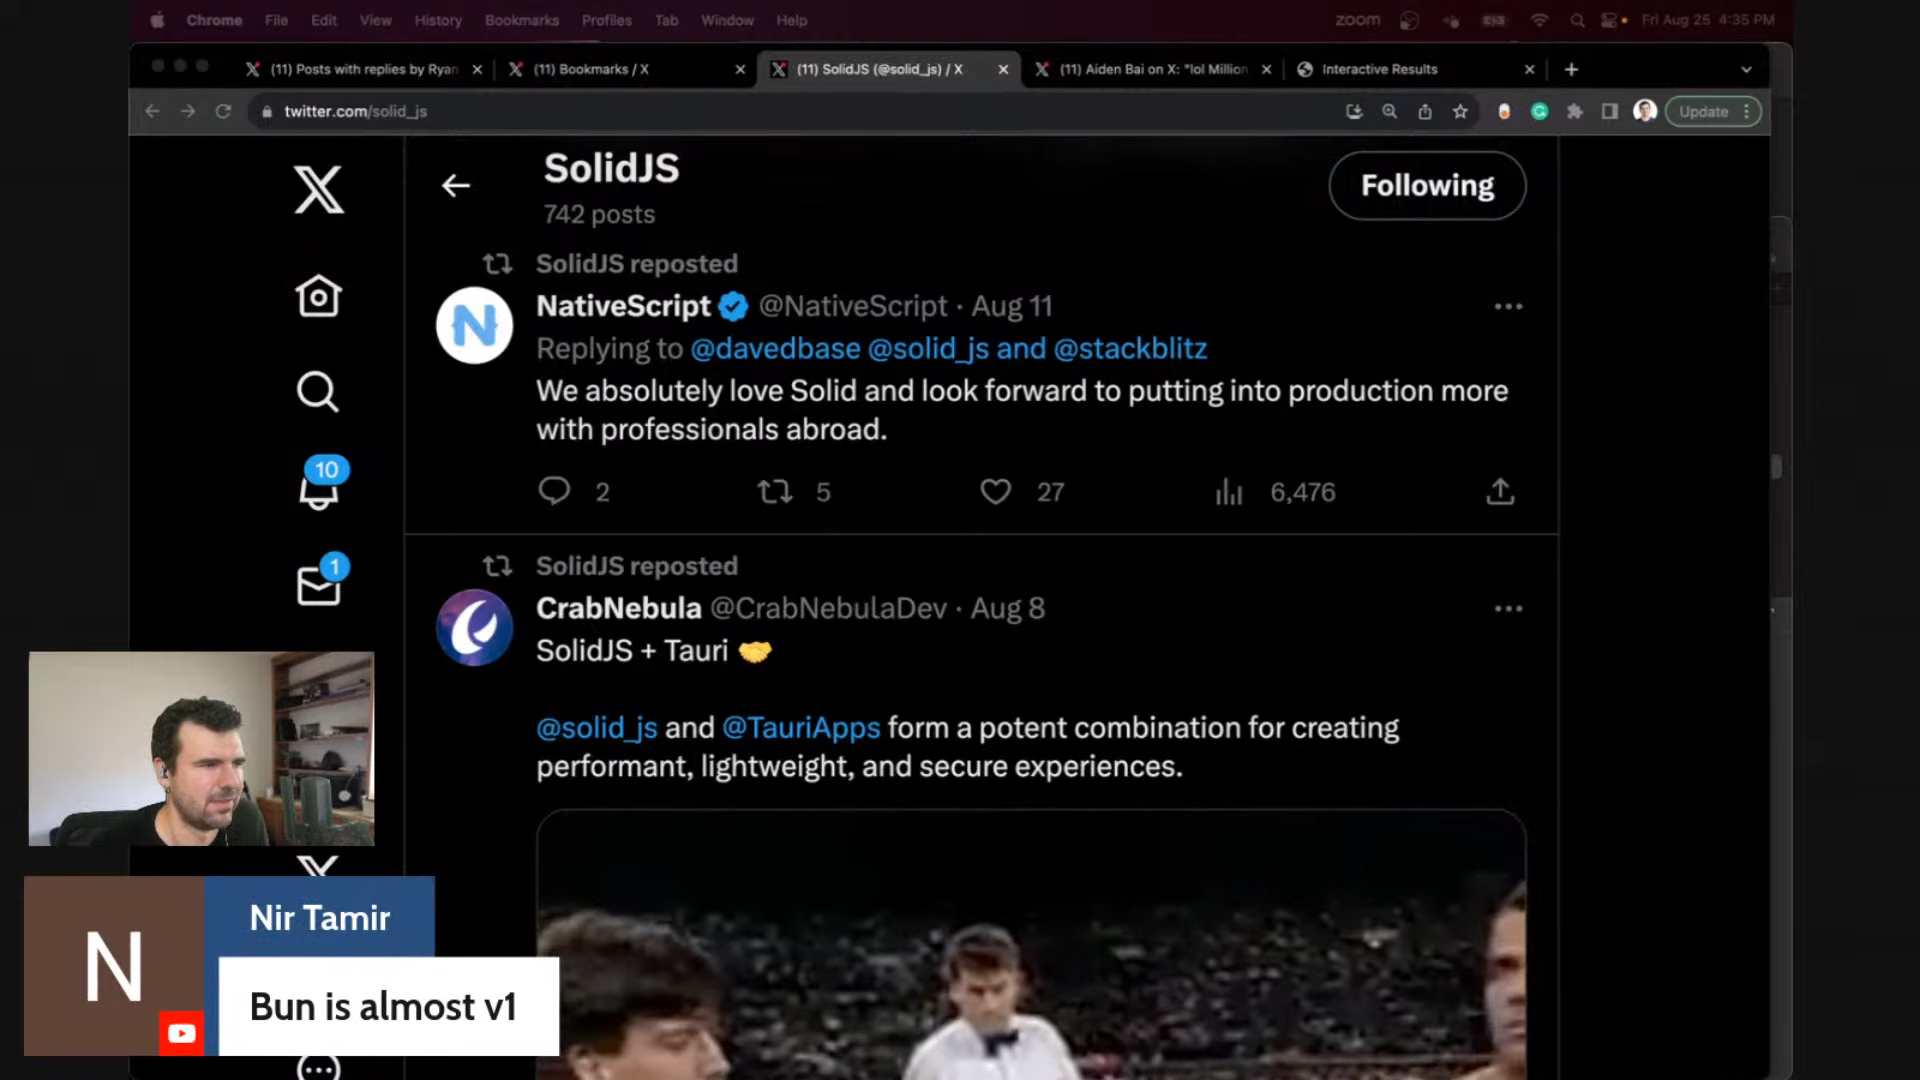 Chrome File Edit View History Bookmarks Profiles Tab Window Help
zoom Fri Aug 25 4:35 PM
(11) Posts with replies by Ryan
(11) Bookmarks / X
(11) SolidJS (@solid_js) / X
(11) Aiden Bai on X: "lol Million
Interactive Results
twitter.com/solid_js
Update
SolidJS
742 posts
Following
SolidJS reposted
NativeScript @NativeScript · Aug 11
Replying to @davedbase @solid_js and @stackblitz
We absolutely love Solid and look forward to putting into production more
with professionals abroad.
2 5 27 6,476
10
1
SolidJS reposted
CrabNebula @CrabNebulaDev · Aug 8
SolidJS + Tauri 🤝
@solid_js and @TauriApps form a potent combination for creating
performant, lightweight, and secure experiences.
N
Nir Tamir
Bun is almost v1